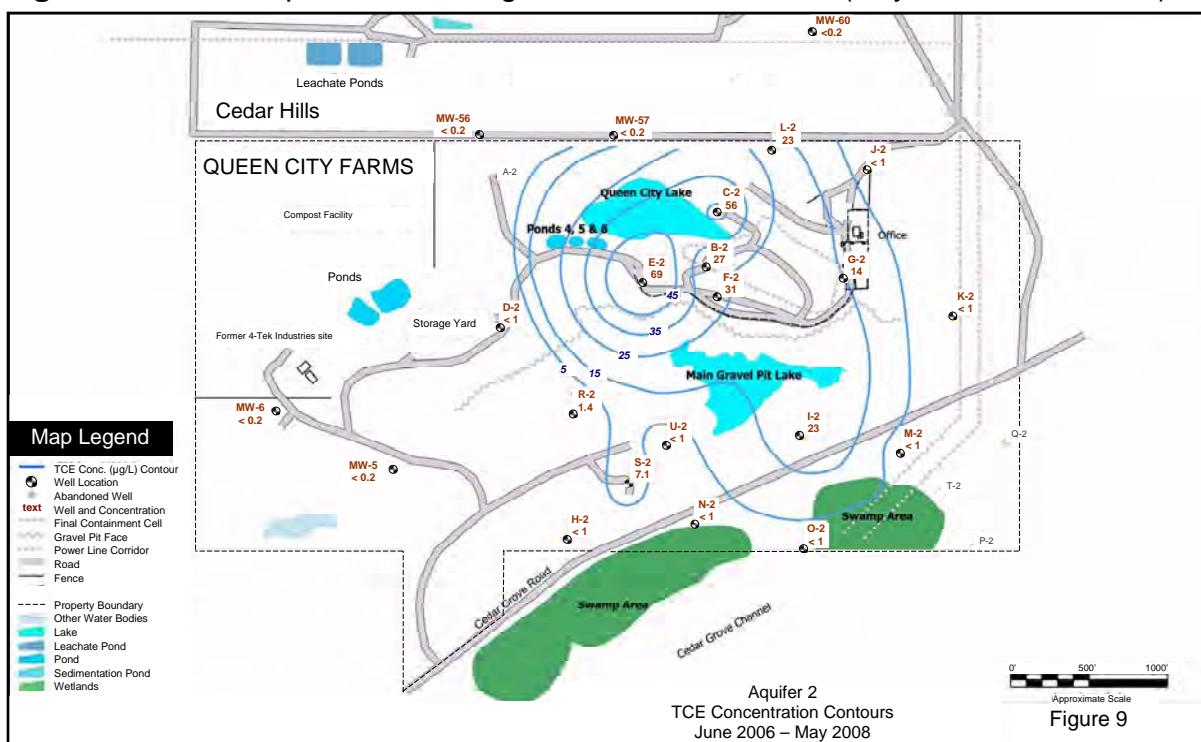 MW-60
<0.2
Leachate Ponds
Cedar Hills
MW-56
< 0.2
MW-57
< 0.2
L-2
23
J-2
< 1
QUEEN CITY FARMS
A-2
Queen City Lake
C-2
56
Compost Facility
Ponds 4, 5 & 6
Office
B-2
27
E-2
69
F-2
31
G-2
14
Ponds
45
K-2
< 1
D-2
< 1
Storage Yard
35
Former 4-Tek Industries site
25
15
5
Main Gravel Pit Lake
R-2
1.4
MW-6
< 0.2
I-2
23
U-2
< 1
M-2
< 1
Q-2
MW-5
< 0.2
S-2
7.1
T-2
N-2
< 1
Swamp Area
H-2
< 1
O-2
< 1
P-2
Cedar Grove Road
Swamp Area
Cedar Grove Channel
Map Legend
TCE Conc. (µg/L) Contour
Well Location
Abandoned Well
text Well and Concentration
Final Containment Cell
Gravel Pit Face
Power Line Corridor
Road
Fence
Property Boundary
Other Water Bodies
Lake
Leachate Pond
Pond
Sedimentation Pond
Wetlands
Aquifer 2
TCE Concentration Contours
June 2006 – May 2008
0' 500' 1000'
Approximate Scale
Figure 9